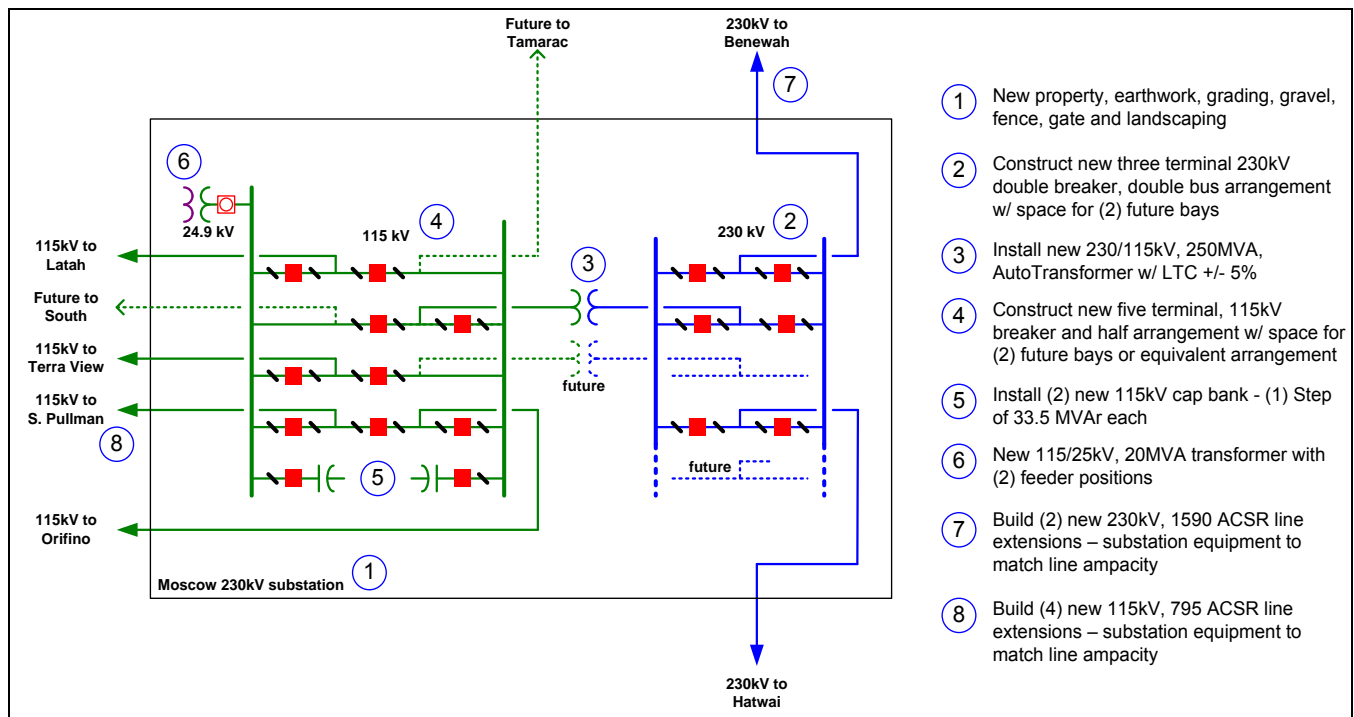 Future to
Tamarac
230kV to
Benewah
7
6
24.9 kV
115 kV
4
230 kV
2
3
115kV to
Latah
Future to
South
115kV to
Terra View
115kV to
S. Pullman
8
future
future
5
115kV to
Orifino
Moscow 230kV substation
1
230kV to
Hatwai
1
New property, earthwork, grading, gravel,
fence, gate and landscaping
2
Construct new three terminal 230kV
double breaker, double bus arrangement
w/ space for (2) future bays
3
Install new 230/115kV, 250MVA,
AutoTransformer w/ LTC +/- 5%
4
Construct new five terminal, 115kV
breaker and half arrangement w/ space for
(2) future bays or equivalent arrangement
5
Install (2) new 115kV cap bank - (1) Step
of 33.5 MVAr each
6
New 115/25kV, 20MVA transformer with
(2) feeder positions
7
Build (2) new 230kV, 1590 ACSR line
extensions – substation equipment to
match line ampacity
8
Build (4) new 115kV, 795 ACSR line
extensions – substation equipment to
match line ampacity